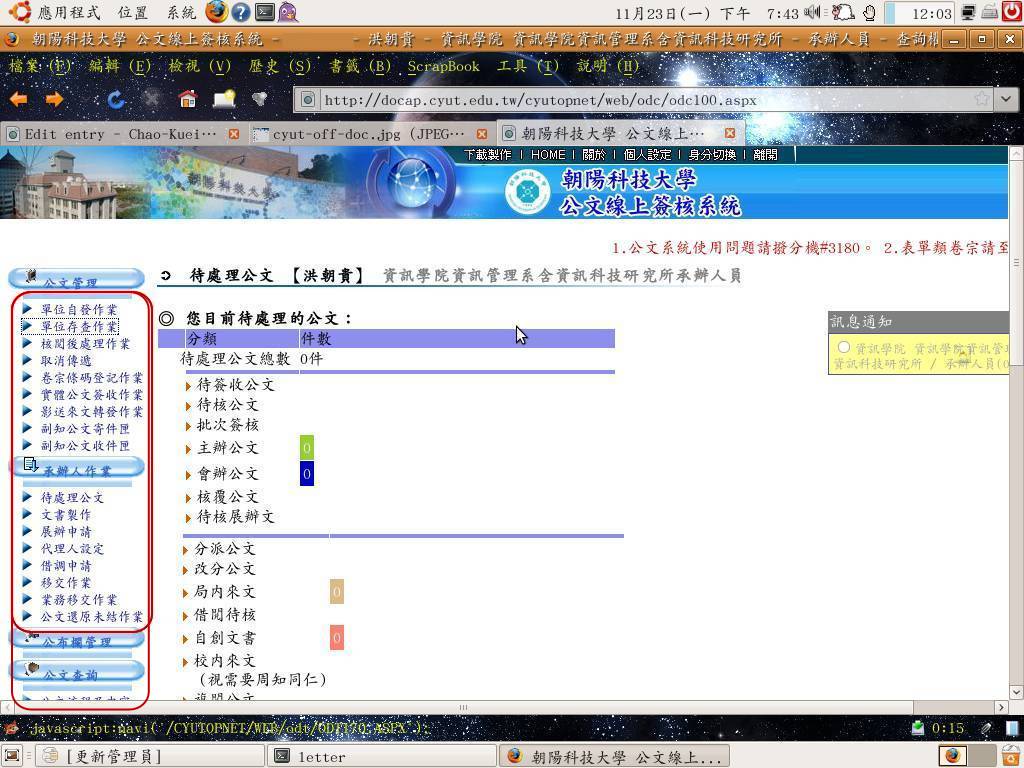 應用程式 位置 系統 11月23日(一) 下午 7:43 12:03
朝陽科技大學 公文線上簽核系統 - - 洪朝貴 - 資訊學院 資訊學院資訊管理系含資訊科技研究所 - 承辦人員 - 查詢
檔案 (F) 編輯 (E) 檢視 (V) 歷史 (S) 書籤 (B) ScrapBook 工具 (T) 說明 (H)
http://docap.cyut.edu.tw/cyutopnet/web/odc/odc100.aspx
Edit entry - Chao-Kuei… cyut-off-doc.jpg (JPEG… 朝陽科技大學 公文線上…
下載製作 | HOME | 關於 | 個人設定 | 身分切換 | 離開
朝陽科技大學
朝陽科技大學
公文線上簽核系統
1.公文系統使用問題請撥分機#3180。 2.表單類卷宗請至
公文管理
單位自發作業
單位存查作業
核閱後處理作業
取消傳遞
卷宗條碼登記作業
實體公文簽收作業
影送來文轉發作業
副知公文寄件匣
副知公文收件匣
承辦人作業
待處理公文
文書製作
展辦申請
代理人設定
借調申請
移交作業
業務移交作業
公文還原未結作業
公布欄管理
公文查詢
待處理公文 【洪朝貴】 資訊學院資訊管理系含資訊科技研究所承辦人員
◎ 您目前待處理的公文：
分類 件數
待處理公文總數 0件
待簽收公文
待核公文
批次簽核
主辦公文 0
會辦公文 0
核覆公文
待核展辦文
分派公文
改分公文
局內來文 0
借閱待核
自創文書 0
校內來文
(視需要周知同仁)
訊息通知
資訊學院 資訊學院資訊管
資訊科技研究所 / 承辦人員(0
javascript:navi('/CYUTOPNET/WEB/odt/ODT170.ASPX'); 0:15
[更新管理員] letter 朝陽科技大學 公文線上...